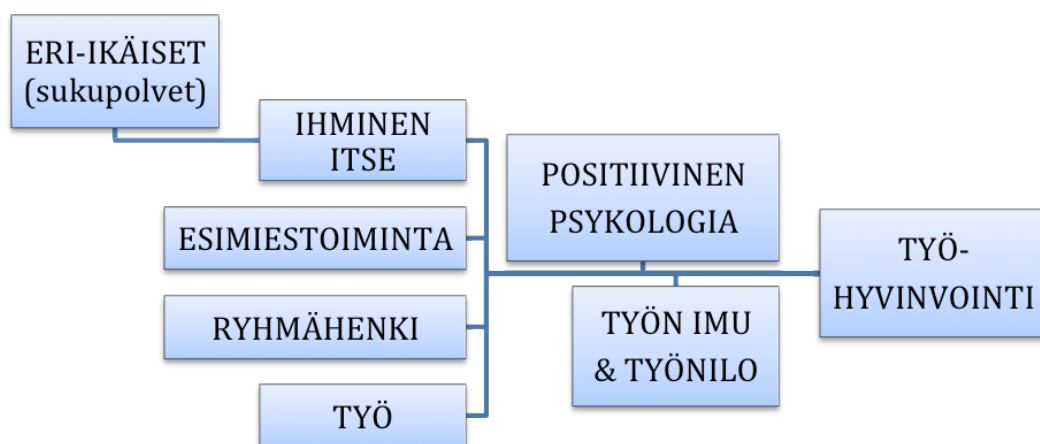 ERI-IKÄISET
(sukupolvet)
IHMINEN
ITSE
ESIMIESTOIMINTA
RYHMÄHENKI
TYÖ
POSITIIVINEN
PSYKOLOGIA
TYÖN IMU
& TYÖNILO
TYÖ-
HYVINVOINTI